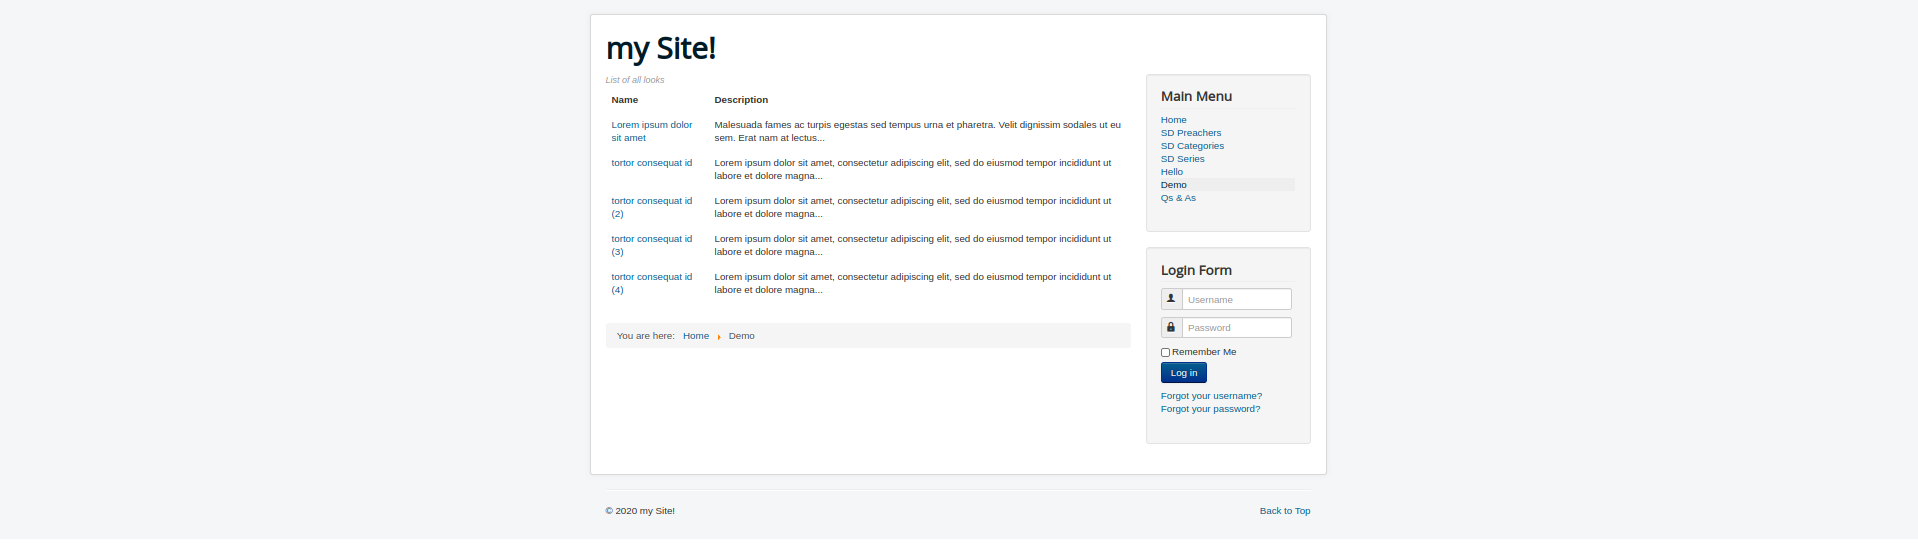 my Site!
List of all looks
Name Description
Lorem ipsum dolor Malesuada fames ac turpis egestas sed tempus urna et pharetra. Velit dignissim sodales ut eu
sit amet sem. Erat nam at lectus...
tortor consequat id Lorem ipsum dolor sit amet, consectetur adipiscing elit, sed do eiusmod tempor incididunt ut
labore et dolore magna...
tortor consequat id Lorem ipsum dolor sit amet, consectetur adipiscing elit, sed do eiusmod tempor incididunt ut
(2) labore et dolore magna...
tortor consequat id Lorem ipsum dolor sit amet, consectetur adipiscing elit, sed do eiusmod tempor incididunt ut
(3) labore et dolore magna...
tortor consequat id Lorem ipsum dolor sit amet, consectetur adipiscing elit, sed do eiusmod tempor incididunt ut
(4) labore et dolore magna...
You are here: Home Demo
Main Menu
Home
SD Preachers
SD Categories
SD Series
Hello
Demo
Qs & As
Login Form
Username
Password
Remember Me
Log in
Forgot your username?
Forgot your password?
© 2020 my Site! Back to Top